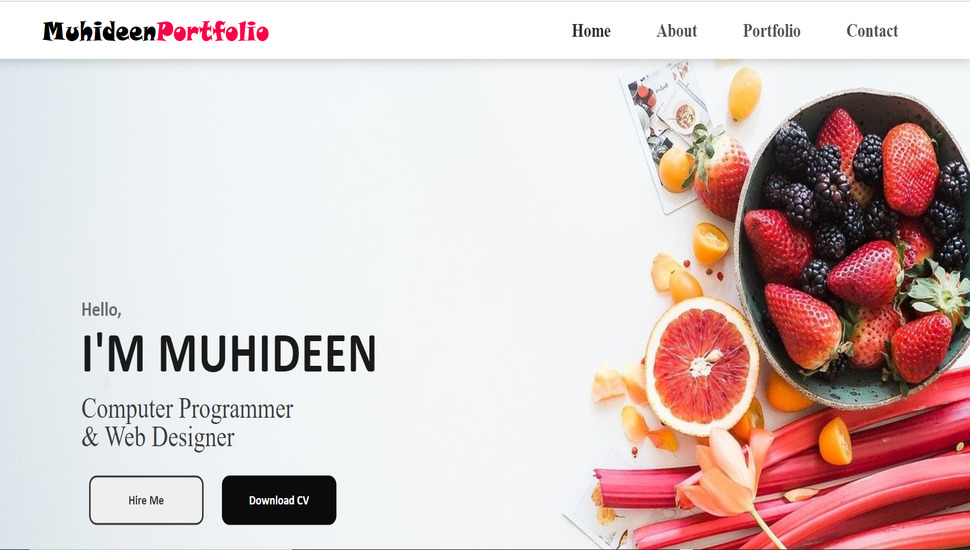 MuhideenPortfolio
Home About Portfolio Contact
Hello,
I'M MUHIDEEN
Computer Programmer
& Web Designer
Hire Me Download CV